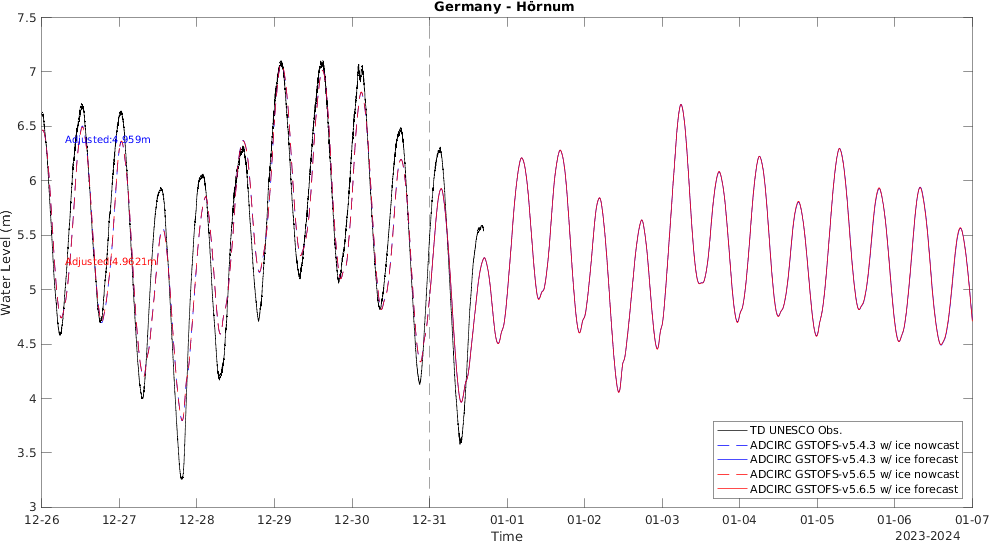 Germany - Hörnum
7.5
7
6.5
6
5.5
5
4.5
4
3.5
3
Water Level (m)
Adjusted:4.959m
Adjusted:4.9621m
TD UNESCO Obs.
ADCIRC GSTOFS-v5.4.3 w/ ice nowcast
ADCIRC GSTOFS-v5.4.3 w/ ice forecast
ADCIRC GSTOFS-v5.6.5 w/ ice nowcast
ADCIRC GSTOFS-v5.6.5 w/ ice forecast
12-26 12-27 12-28 12-29 12-30 12-31 01-01 01-02 01-03 01-04 01-05 01-06 01-07
Time
2023-2024